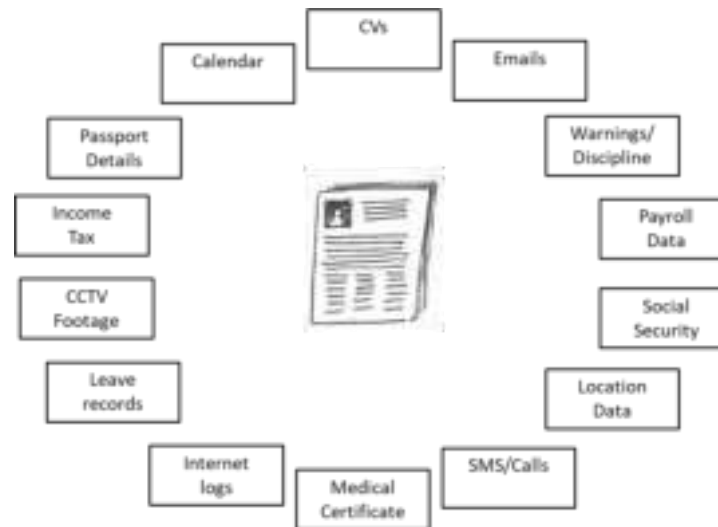 CVs
Calendar
Emails
Passport
Details
Warnings/
Discipline
Income
Tax
Payroll
Data
CCTV
Footage
Social
Security
Leave
records
Location
Data
Internet
logs
SMS/Calls
Medical
Certificate